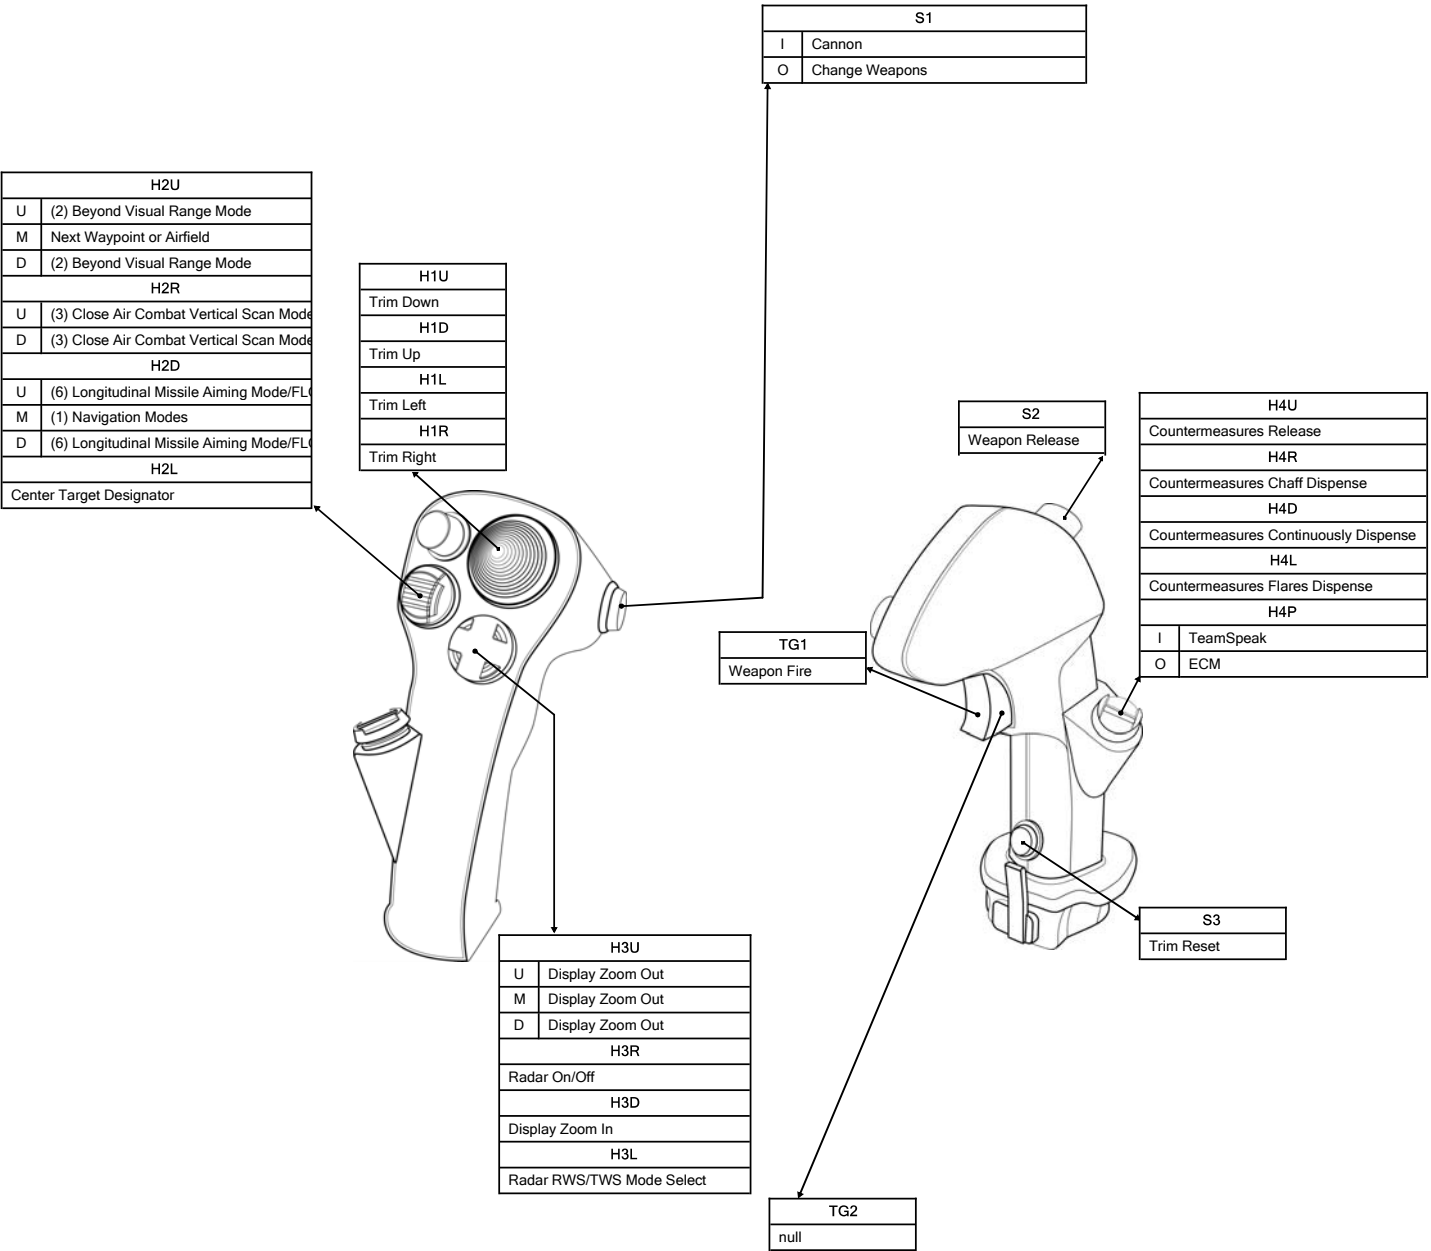 S1
I Cannon
O Change Weapons
H2U
U (2) Beyond Visual Range Mode
M Next Waypoint or Airfield
D (2) Beyond Visual Range Mode
H2R
U (3) Close Air Combat Vertical Scan Mode
D (3) Close Air Combat Vertical Scan Mode
H2D
U (6) Longitudinal Missile Aiming Mode/FL
M (1) Navigation Modes
D (6) Longitudinal Missile Aiming Mode/FL
H2L
Center Target Designator
H1U
Trim Down
H1D
Trim Up
H1L
Trim Left
H1R
Trim Right
S2
Weapon Release
H4U
Countermeasures Release
H4R
Countermeasures Chaff Dispense
H4D
Countermeasures Continuously Dispense
H4L
Countermeasures Flares Dispense
H4P
I TeamSpeak
O ECM
TG1
Weapon Fire
S3
Trim Reset
H3U
U Display Zoom Out
M Display Zoom Out
D Display Zoom Out
H3R
Radar On/Off
H3D
Display Zoom In
H3L
Radar RWS/TWS Mode Select
TG2
null